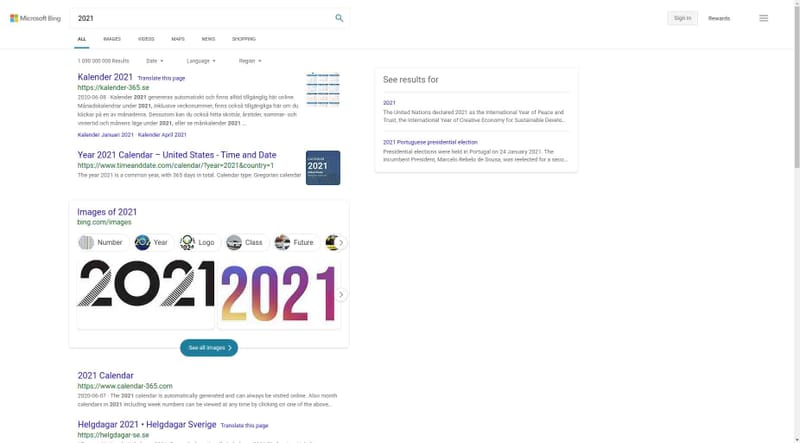 Microsoft Bing
2021
Sign in
Rewards
ALL
IMAGES
VIDEOS
MAPS
NEWS
SHOPPING
1 090 000 000 Results
Date
Language
Region
Kalender 2021
Translate this page
https://kalender-365.se
2020-06-08 · Kalender 2021 genereras automatiskt och finns alltid tillgänglig här online.
Månadskalendrar under 2021, inklusive veckonummer, finns också tillgängliga här om du
klickar på en av månaderna. Dessutom kan du också hitta skottår, årstider, sommar- och
vintertid och månens läge under 2021, eller se månkalender 2021 ...
Kalender Januari 2021 · Kalender April 2021
Year 2021 Calendar – United States - Time and Date
https://www.timeanddate.com/calendar/?year=2021&country=1
The year 2021 is a common year, with 365 days in total. Calendar type: Gregorian calendar
2021
See results for
2021
The United Nations declared 2021 as the International Year of Peace and
Trust, the International Year of Creative Economy for Sustainable Develo...
2021 Portuguese presidential election
Presidential elections were held in Portugal on 24 January 2021. The
incumbent President, Marcelo Rebelo de Sousa, was reelected for a seco...
Images of 2021
bing.com/images
Number
Year
Logo
Class
Future
2021
2021
See all images
2021 Calendar
https://www.calendar-365.com
2020-06-07 · The 2021 calendar is automatically generated and can always be visited online. Also month
calendars in 2021 including week numbers can be viewed at any time by clicking on one of the above...
Helgdagar 2021 • Helgdagar Sverige
Translate this page
https://helgdagar-se.se